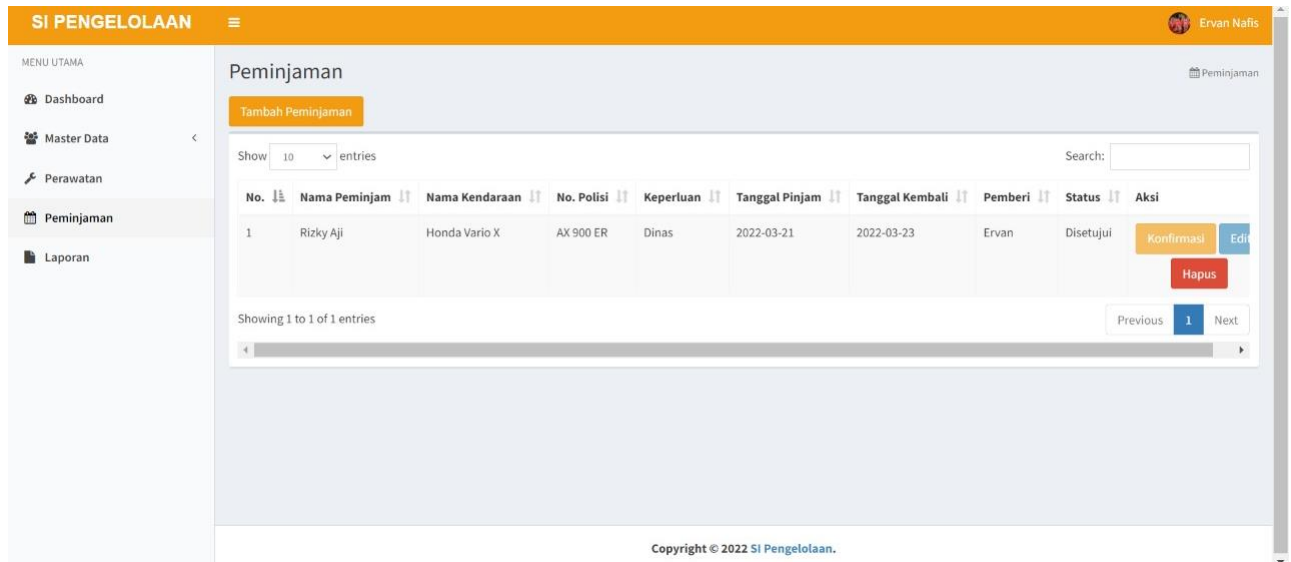 SI PENGELOLAAN
Ervan Nafis
MENU UTAMA
Dashboard
Master Data
Perawatan
Peminjaman
Laporan
Peminjaman
Peminjaman
Tambah Peminjaman
Show 10 entries
Search:
No. Nama Peminjam Nama Kendaraan No. Polisi Keperluan Tanggal Pinjam Tanggal Kembali Pemberi Status Aksi
1 Rizky Aji Honda Vario X AX 900 ER Dinas 2022-03-21 2022-03-23 Ervan Disetujui Konfirmasi Edit
Hapus
Showing 1 to 1 of 1 entries
Previous 1 Next
Copyright © 2022 SI Pengelolaan.